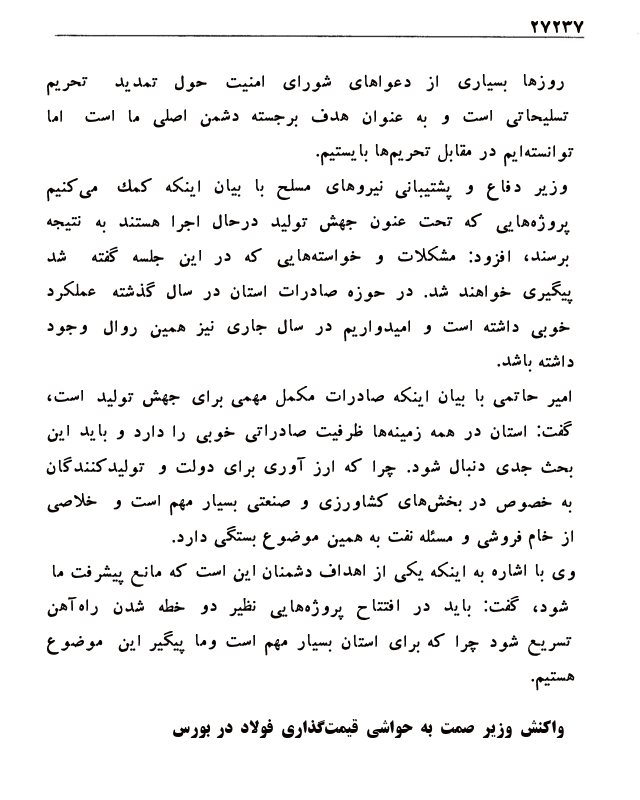 ۲۷۲۳۷
روزها بسیاری از دعواهای شورای امنیت حول تمدید تحریم
تسلیحاتی است و به عنوان هدف برجسته دشمن اصلی ما است اما
توانسته‌ایم در مقابل تحریم‌ها بایستیم.
وزیر دفاع و پشتیبانی نیروهای مسلح با بیان اینکه کمك می‌کنیم
پروژه‌هایی که تحت عنون جهش تولید درحال اجرا هستند به نتیجه
برسند، افزود: مشکلات و خواسته‌هایی که در این جلسه گفته شد
پیگیری خواهند شد. در حوزه صادرات استان در سال گذشته عملکرد
خوبی داشته است و امیدواریم در سال جاری نیز همین روال وجود
داشته باشد.
امیر حاتمی با بیان اینکه صادرات مکمل مهمی برای جهش تولید است،
گفت: استان در همه زمینه‌ها ظرفیت صادراتی خوبی را دارد و باید این
بحث جدی دنبال شود. چرا که ارز آوری برای دولت و تولیدکنندگان
به خصوص در بخش‌های کشاورزی و صنعتی بسیار مهم است و خلاصی
از خام فروشی و مسئله نفت به همین موضوع بستگی دارد.
وی با اشاره به اینکه یکی از اهداف دشمنان این است که مانع پیشرفت ما
شود، گفت: باید در افتتاح پروژه‌هایی نظیر دو خطه شدن راه‌آهن
تسریع شود چرا که برای استان بسیار مهم است وما پیگیر این موضوع
هستیم.
واکنش وزیر صمت به حواشی قیمت‌گذاری فولاد در بورس